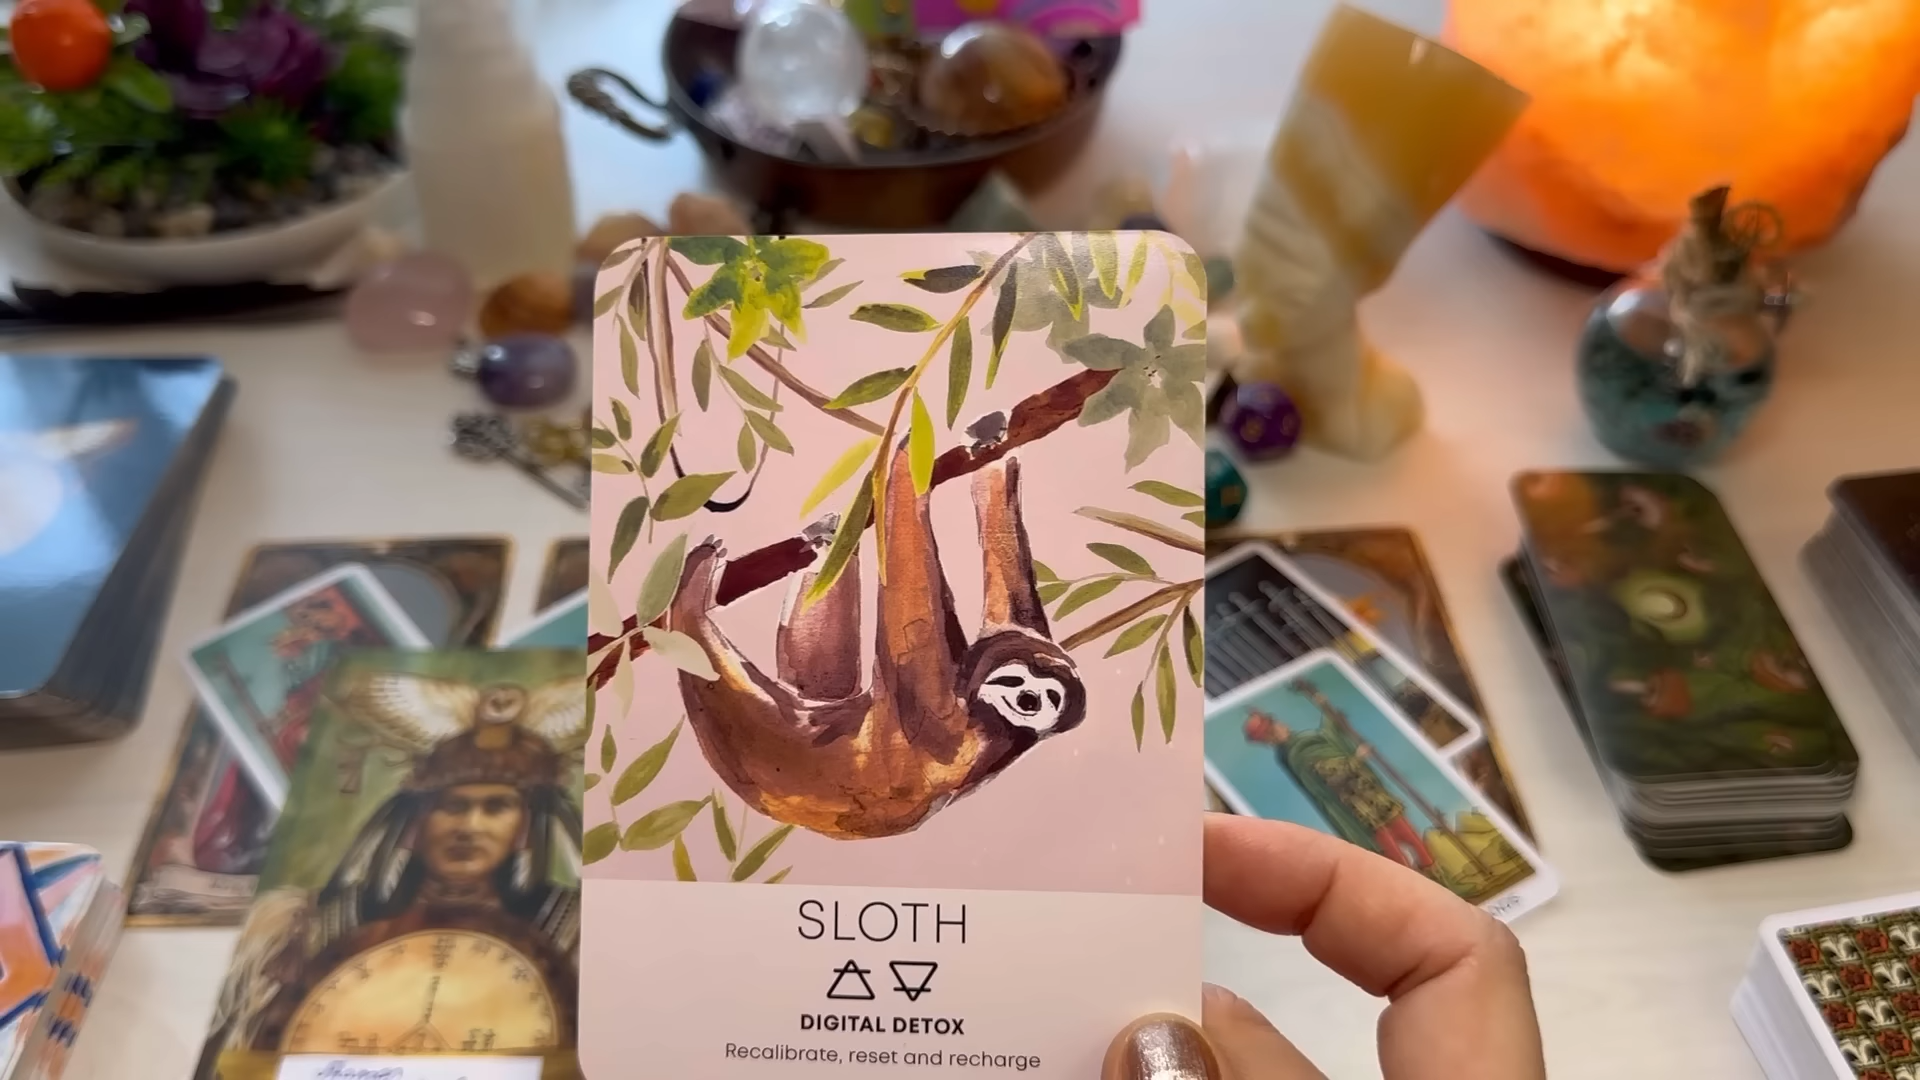 SLOTH
DIGITAL DETOX
Recalibrate, reset and recharge